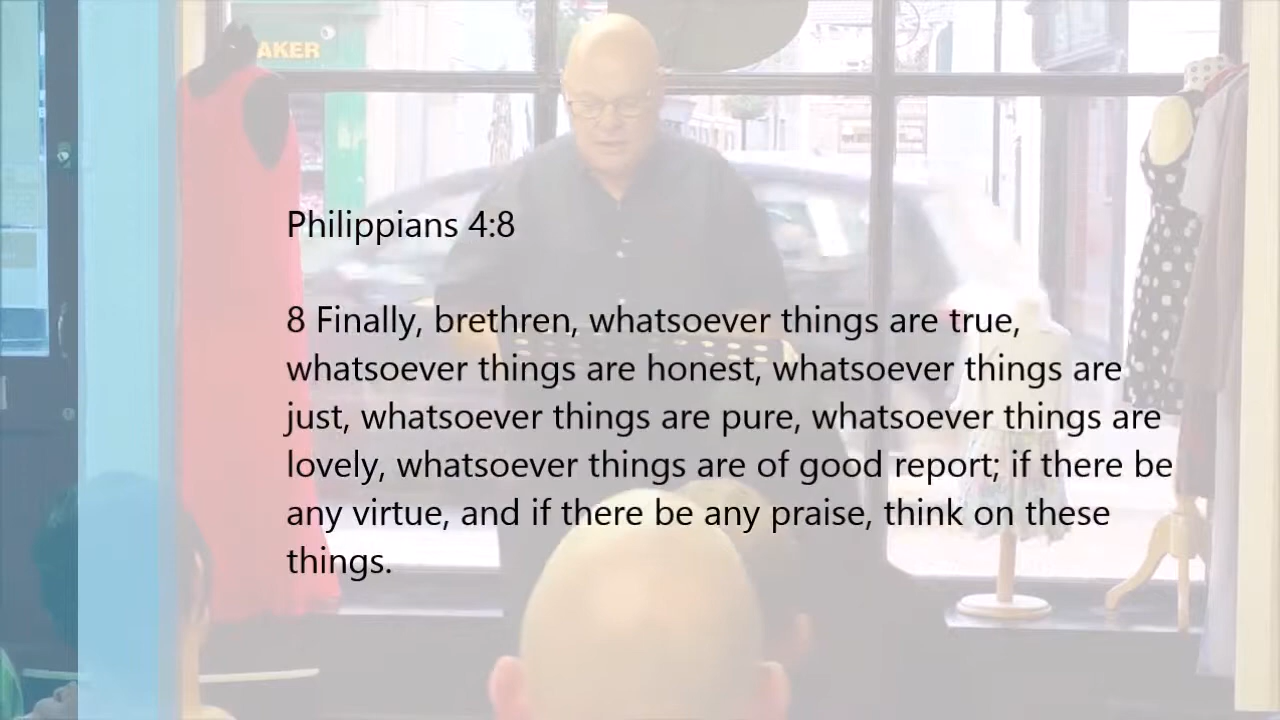 AKER
Philippians 4:8
8 Finally, brethren, whatsoever things are true,
whatsoever things are honest, whatsoever things are
just, whatsoever things are pure, whatsoever things are
lovely, whatsoever things are of good report; if there be
any virtue, and if there be any praise, think on these
things.